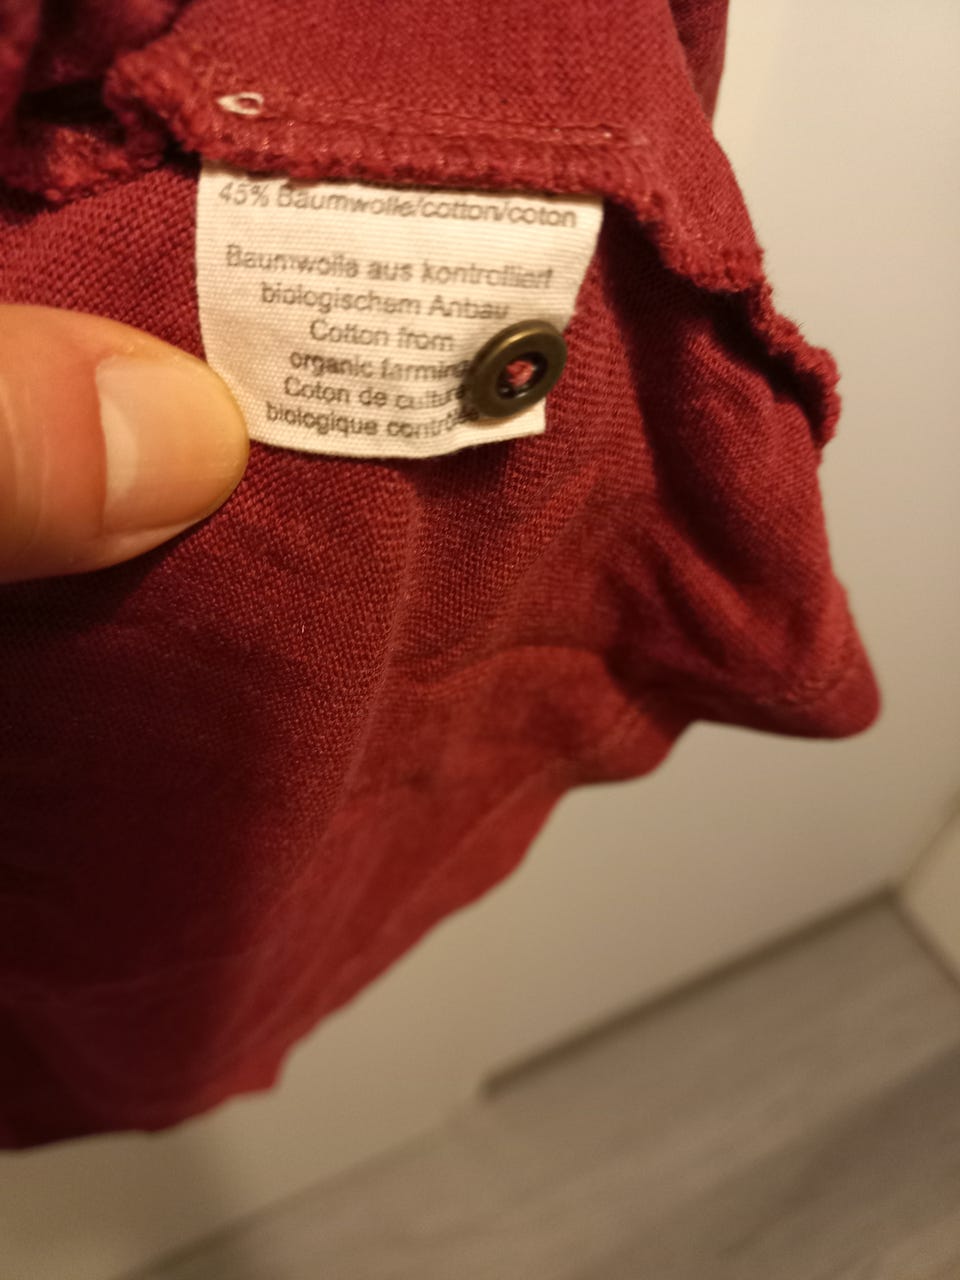 45% Baumwolle/cotton/coton
Baumwolle aus kontrolliert
biologischem Anbau
Cotton from
organic farming
Coton de culture
biologique contrôlée